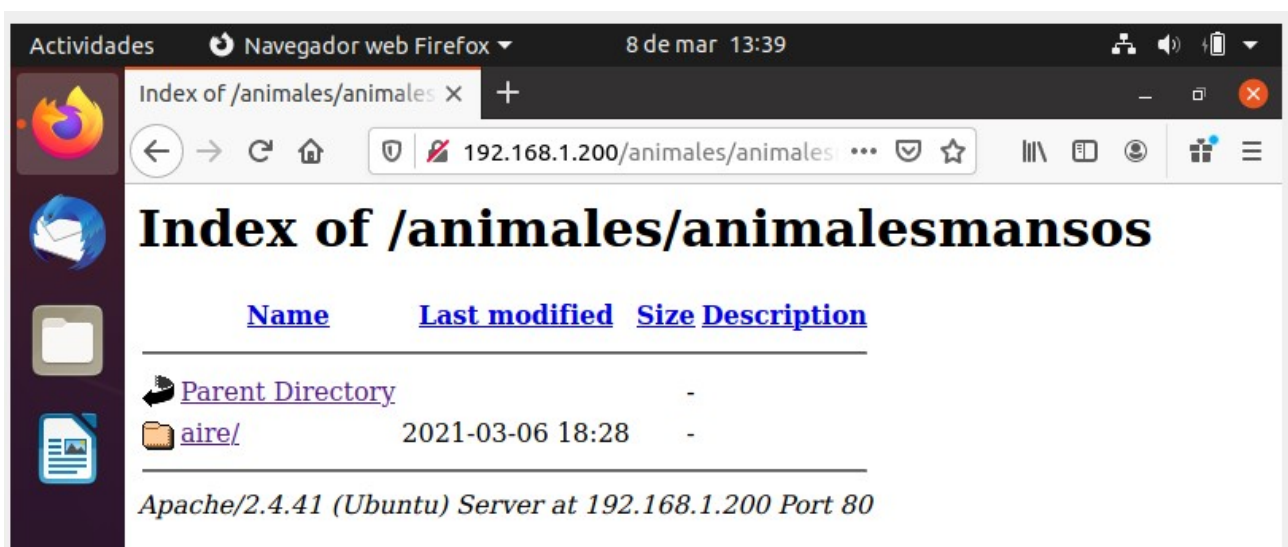 Actividades Navegador web Firefox 8 de mar 13:39
Index of /animales/animales
192.168.1.200/animales/animales
Index of /animales/animalesmansos
Name Last modified Size Description
Parent Directory -
aire/ 2021-03-06 18:28 -
Apache/2.4.41 (Ubuntu) Server at 192.168.1.200 Port 80